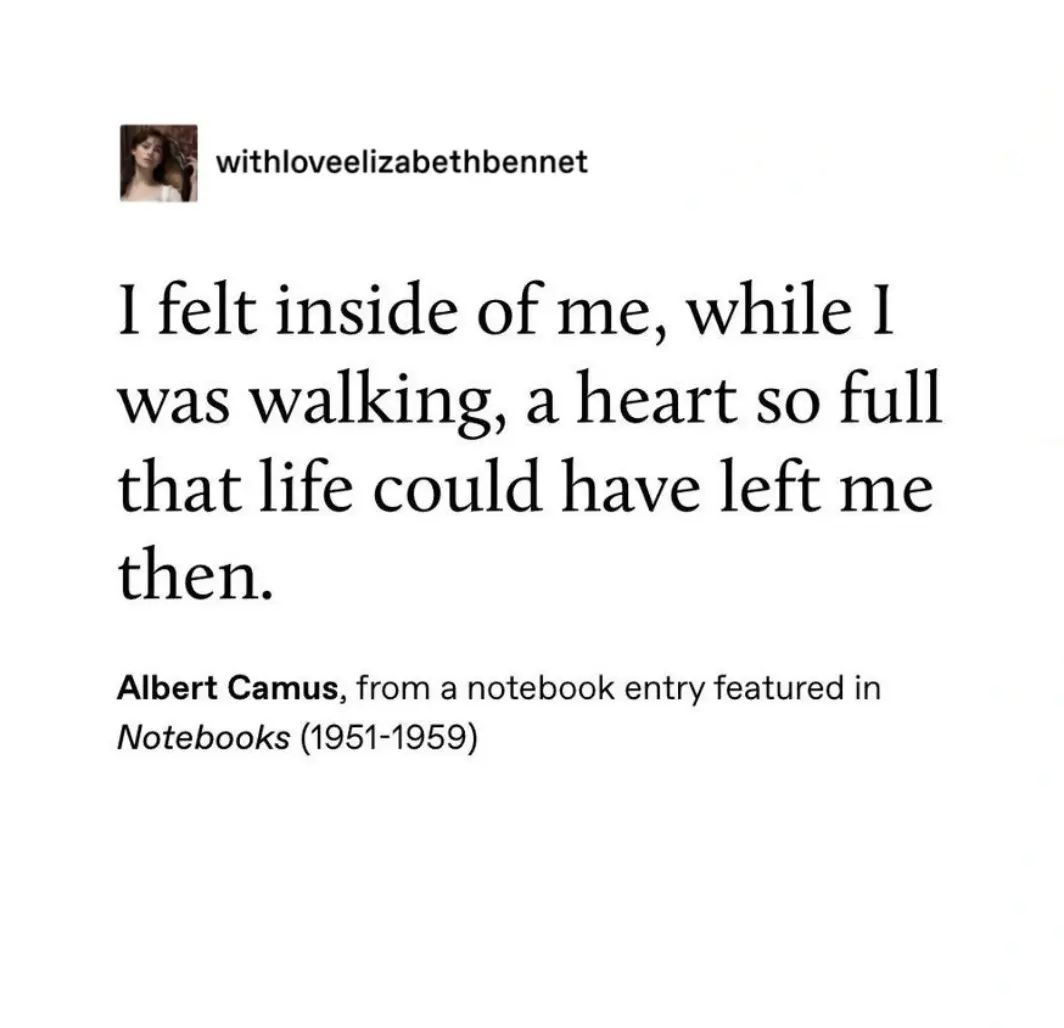 withloveelizabethbennet
I felt inside of me, while I
was walking, a heart so full
that life could have left me
then.
Albert Camus, from a notebook entry featured in
Notebooks (1951-1959)